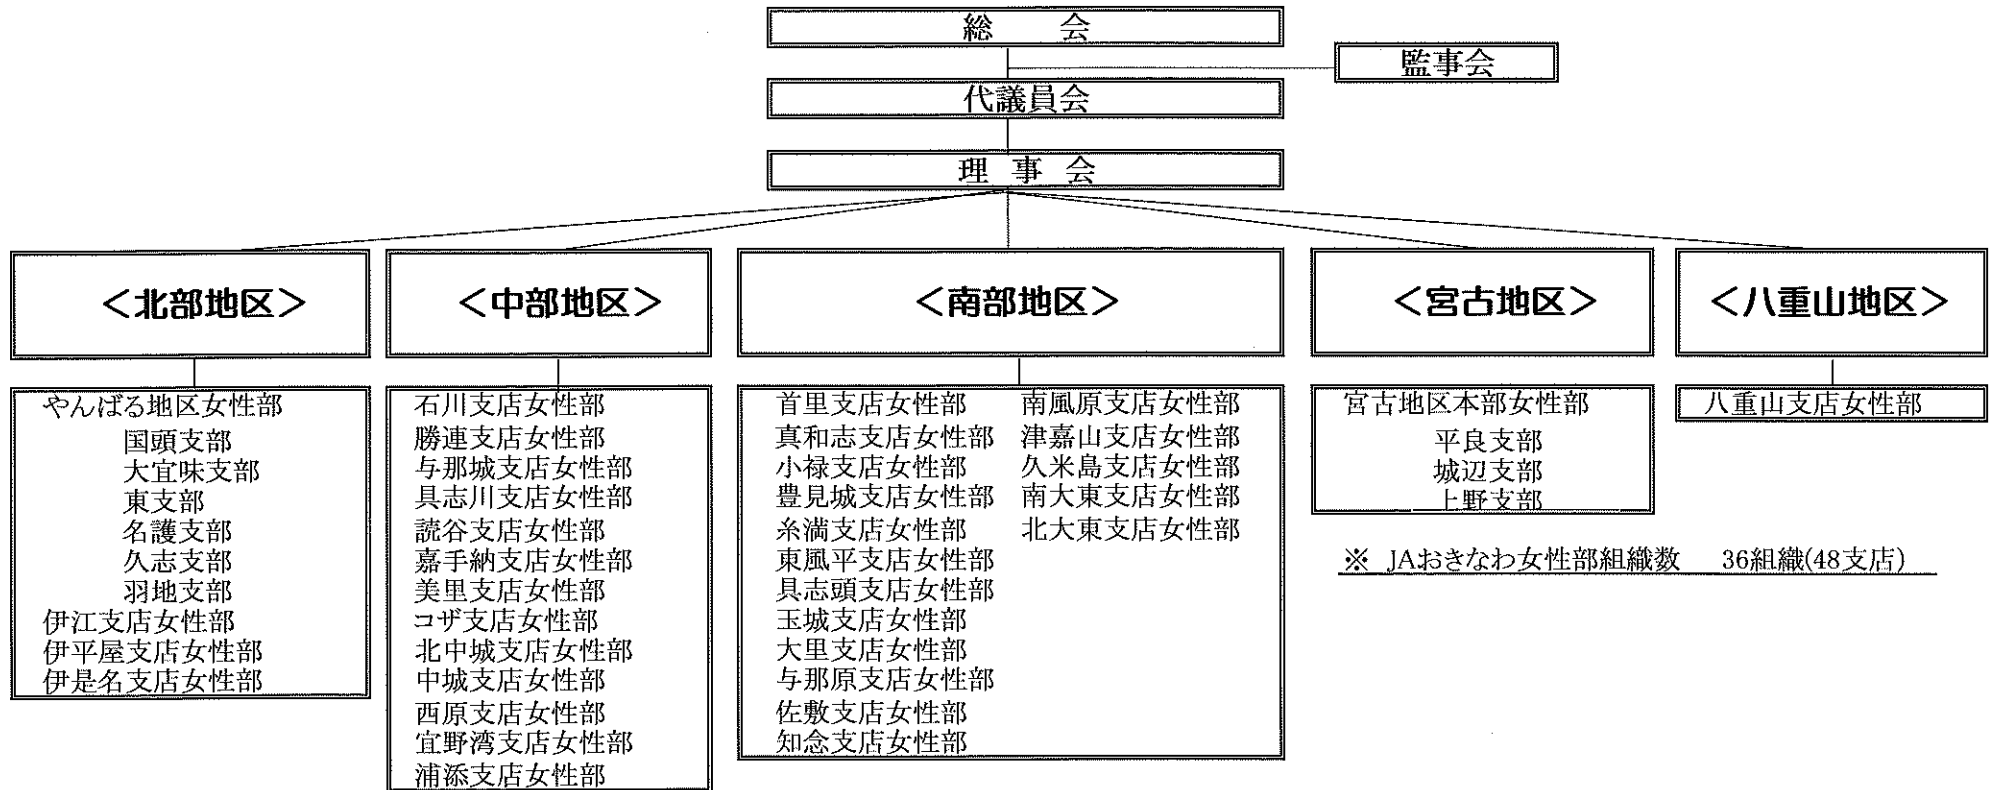 総　　会
監事会
代議員会
理　事　会
＜北部地区＞
やんばる地区女性部
国頭支部
大宜味支部
東支部
名護支部
久志支部
羽地支部
伊江支店女性部
伊平屋支店女性部
伊是名支店女性部
＜中部地区＞
石川支店女性部
勝連支店女性部
与那城支店女性部
具志川支店女性部
読谷支店女性部
嘉手納支店女性部
美里支店女性部
コザ支店女性部
北中城支店女性部
中城支店女性部
西原支店女性部
宜野湾支店女性部
浦添支店女性部
＜南部地区＞
首里支店女性部
真和志支店女性部
小禄支店女性部
豊見城支店女性部
糸満支店女性部
東風平支店女性部
具志頭支店女性部
玉城支店女性部
大里支店女性部
与那原支店女性部
佐敷支店女性部
知念支店女性部
南風原支店女性部
津嘉山支店女性部
久米島支店女性部
南大東支店女性部
北大東支店女性部
＜宮古地区＞
宮古地区本部女性部
平良支部
城辺支部
上野支部
＜八重山地区＞
八重山支店女性部
※ JAおきなわ女性部組織数　36組織(48支店)